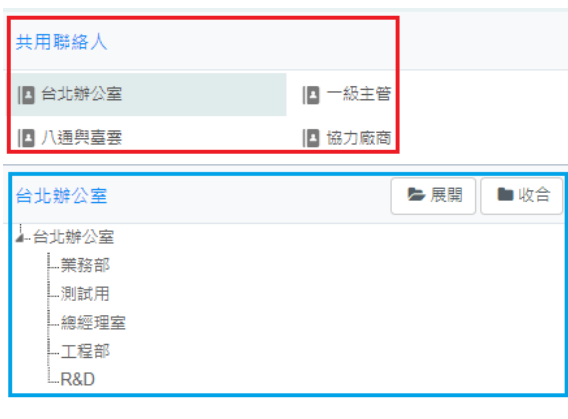 共用聯絡人
台北辦公室 一級主管
八通與臺雲 協力廠商
台北辦公室 展開 收合
台北辦公室
業務部
測試用
總經理室
工程部
R&D